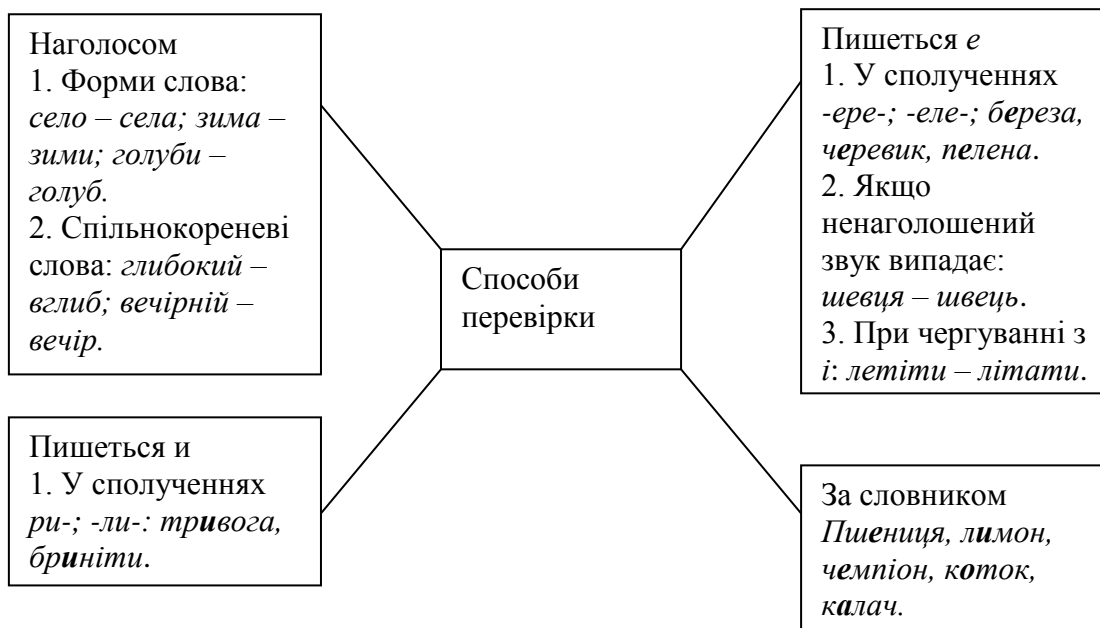 Наголосом
1. Форми слова:
село – села; зима –
зими; голуби –
голуб.
2. Спільнокореневі
слова: глибокий –
вглиб; вечірній –
вечір.
Пишеться е
1. У сполученнях
-ере-; -еле-; береза,
черевик, пелена.
2. Якщо
ненаголошений
звук випадає:
шевця – швець.
3. При чергуванні з
і: летіти – літати.
Способи
перевірки
Пишеться и
1. У сполученнях
ри-; -ли-: тривога,
бриніти.
За словником
Пшениця, лимон,
чемпіон, коток,
калач.